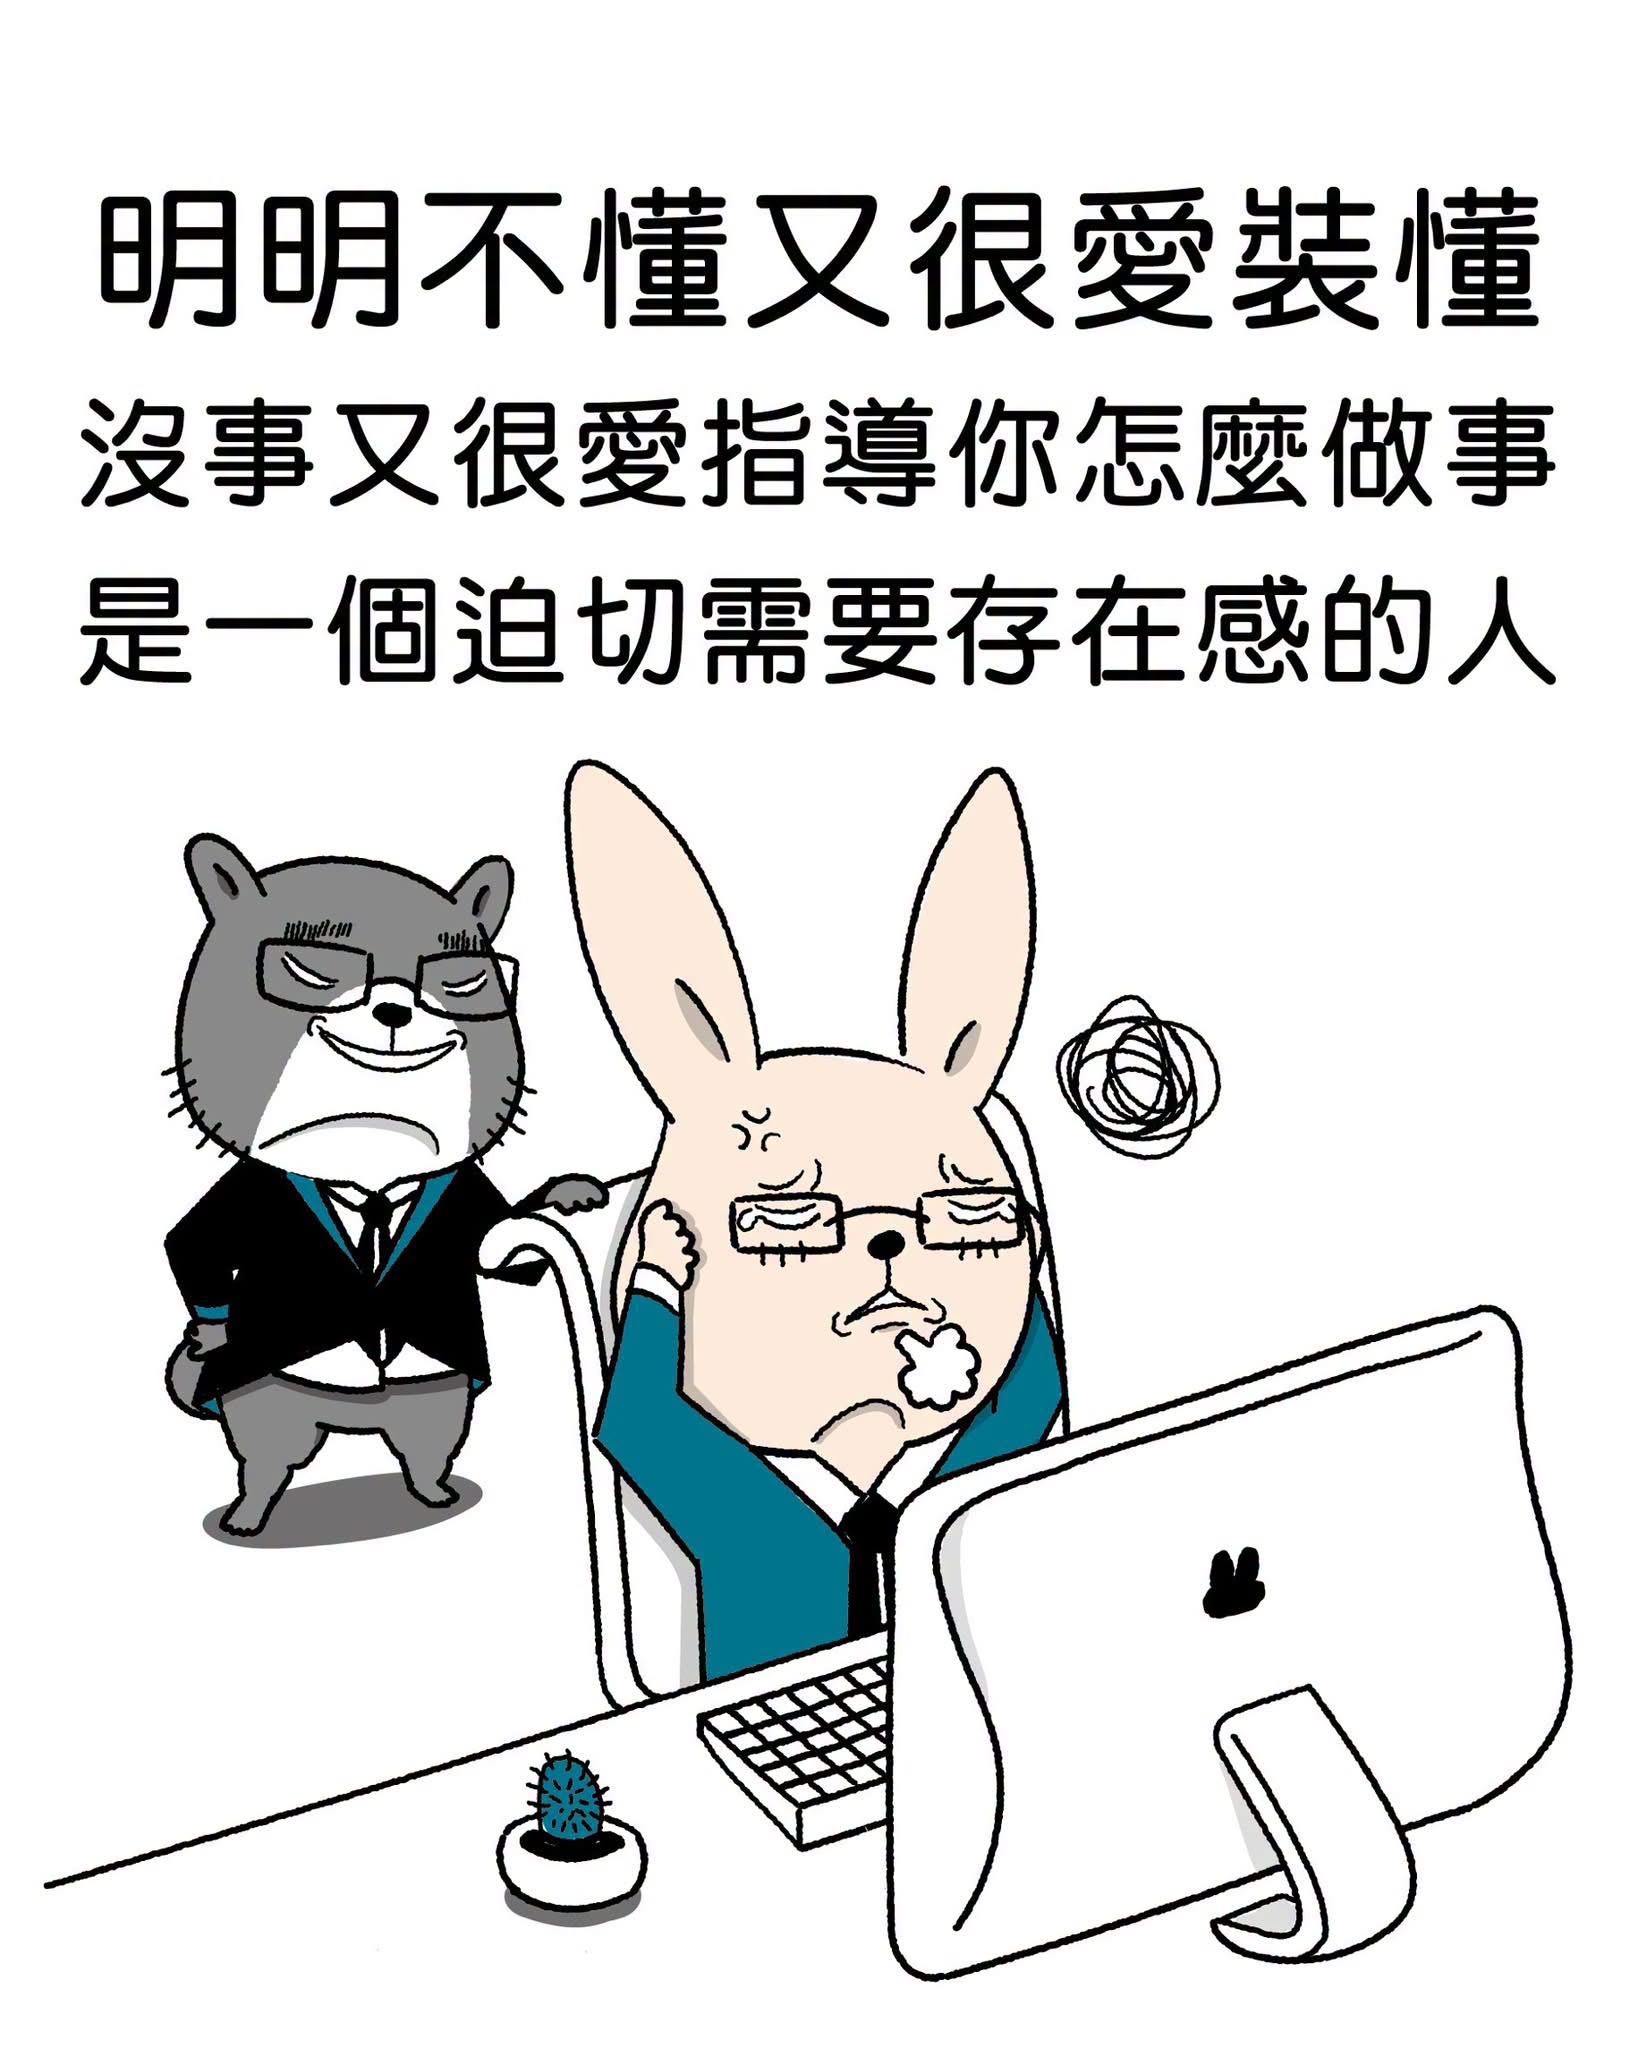 明明不懂又很愛裝懂
沒事又很愛指導你怎麼做事
是一個迫切需要存在感的人